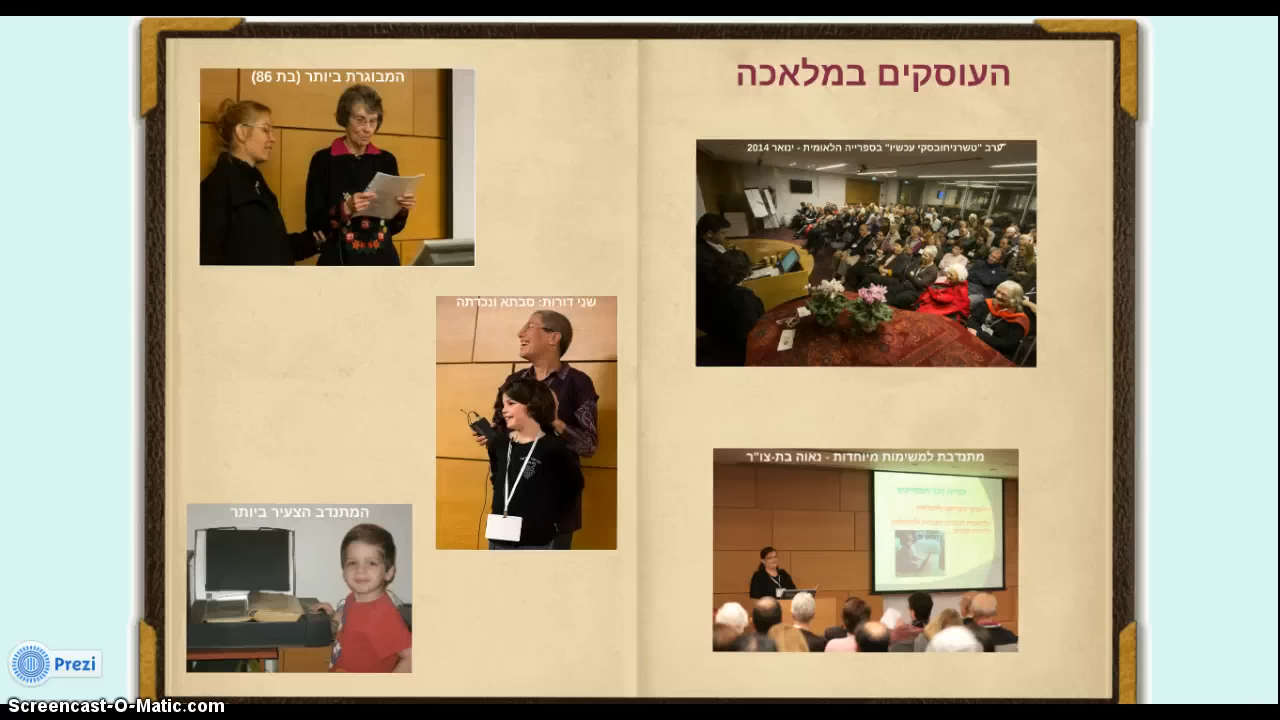 העוסקים במלאכה
ערב "טשרניחובסקי עכשיו" בספרייה הלאומית - ינואר 2014
מתנדבת למשימות מיוחדות - נאוה בת-צו"ר
המבוגרת ביותר (בת 86)
שני דורות: סבתא ונכדתה
המתנדב הצעיר ביותר
Prezi
Screencast-O-Matic.com